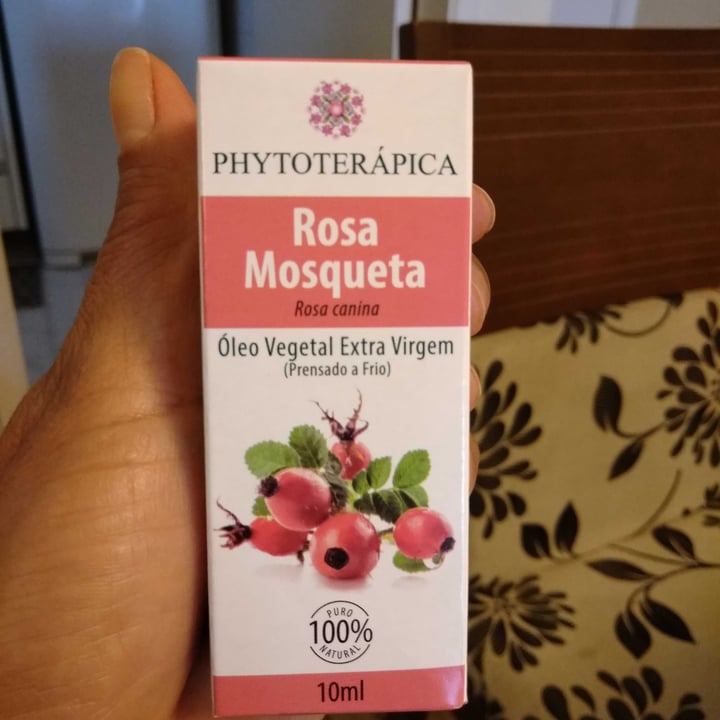 PHYTOTERÁPICA
Rosa
Mosqueta
Rosa canina
Óleo Vegetal Extra Virgem
(Prensado a Frio)
PURO
100%
NATURAL
10ml